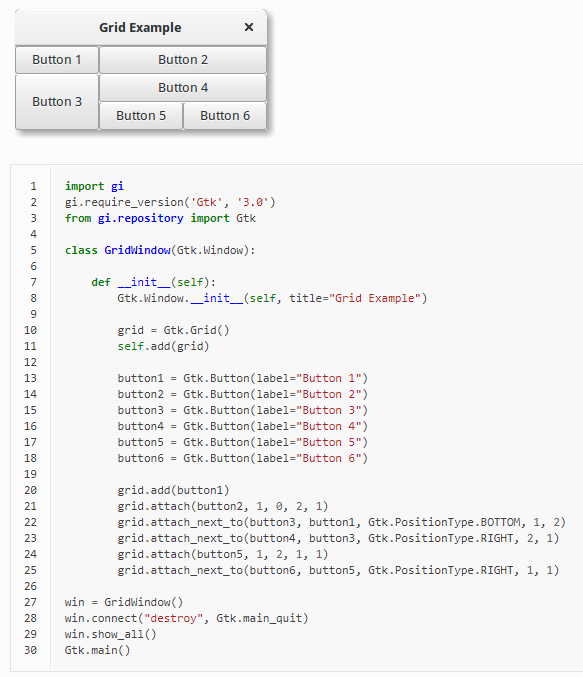 Grid Example ×
Button 1 Button 2
Button 3 Button 4
Button 5 Button 6
1 import gi
2 gi.require_version('Gtk', '3.0')
3 from gi.repository import Gtk
4
5 class GridWindow(Gtk.Window):
6
7     def __init__(self):
8         Gtk.Window.__init__(self, title="Grid Example")
9
10         grid = Gtk.Grid()
11         self.add(grid)
12
13         button1 = Gtk.Button(label="Button 1")
14         button2 = Gtk.Button(label="Button 2")
15         button3 = Gtk.Button(label="Button 3")
16         button4 = Gtk.Button(label="Button 4")
17         button5 = Gtk.Button(label="Button 5")
18         button6 = Gtk.Button(label="Button 6")
19
20         grid.add(button1)
21         grid.attach(button2, 1, 0, 2, 1)
22         grid.attach_next_to(button3, button1, Gtk.PositionType.BOTTOM, 1, 2)
23         grid.attach_next_to(button4, button3, Gtk.PositionType.RIGHT, 2, 1)
24         grid.attach(button5, 1, 2, 1, 1)
25         grid.attach_next_to(button6, button5, Gtk.PositionType.RIGHT, 1, 1)
26
27 win = GridWindow()
28 win.connect("destroy", Gtk.main_quit)
29 win.show_all()
30 Gtk.main()